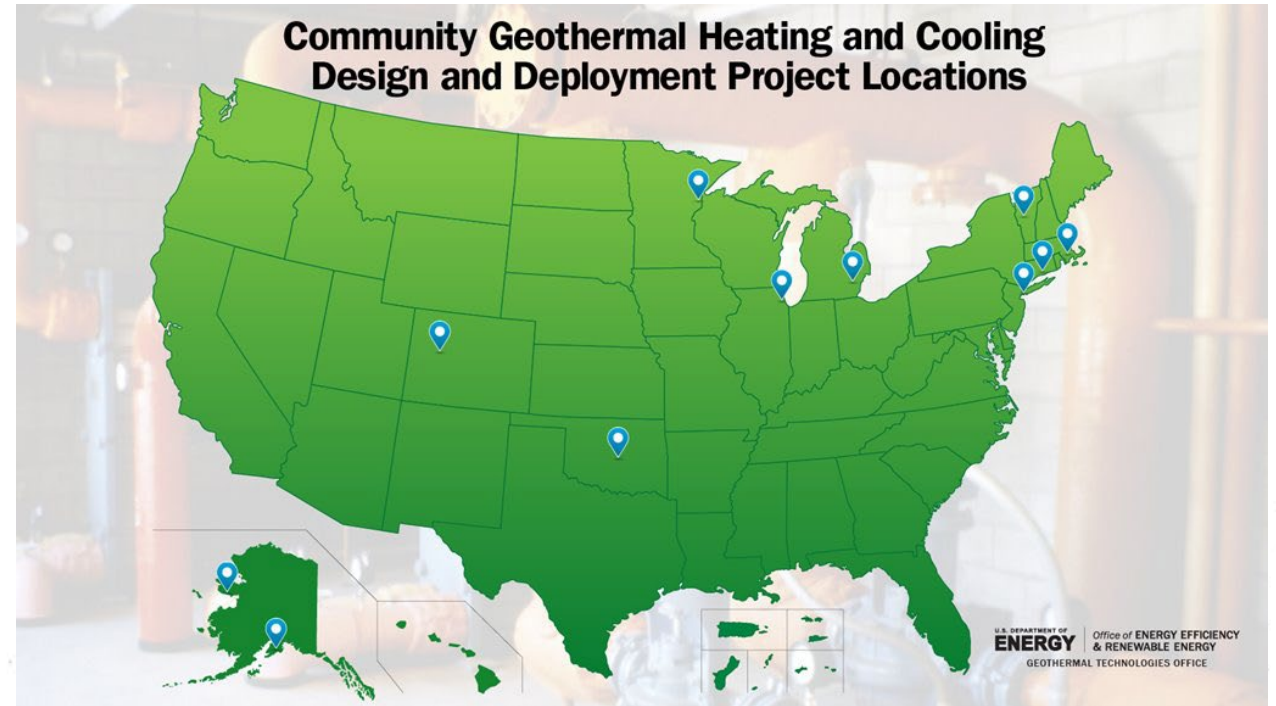 Community Geothermal Heating and Cooling
Design and Deployment Project Locations
U.S. DEPARTMENT OF
ENERGY
Office of ENERGY EFFICIENCY
& RENEWABLE ENERGY
GEOTHERMAL TECHNOLOGIES OFFICE